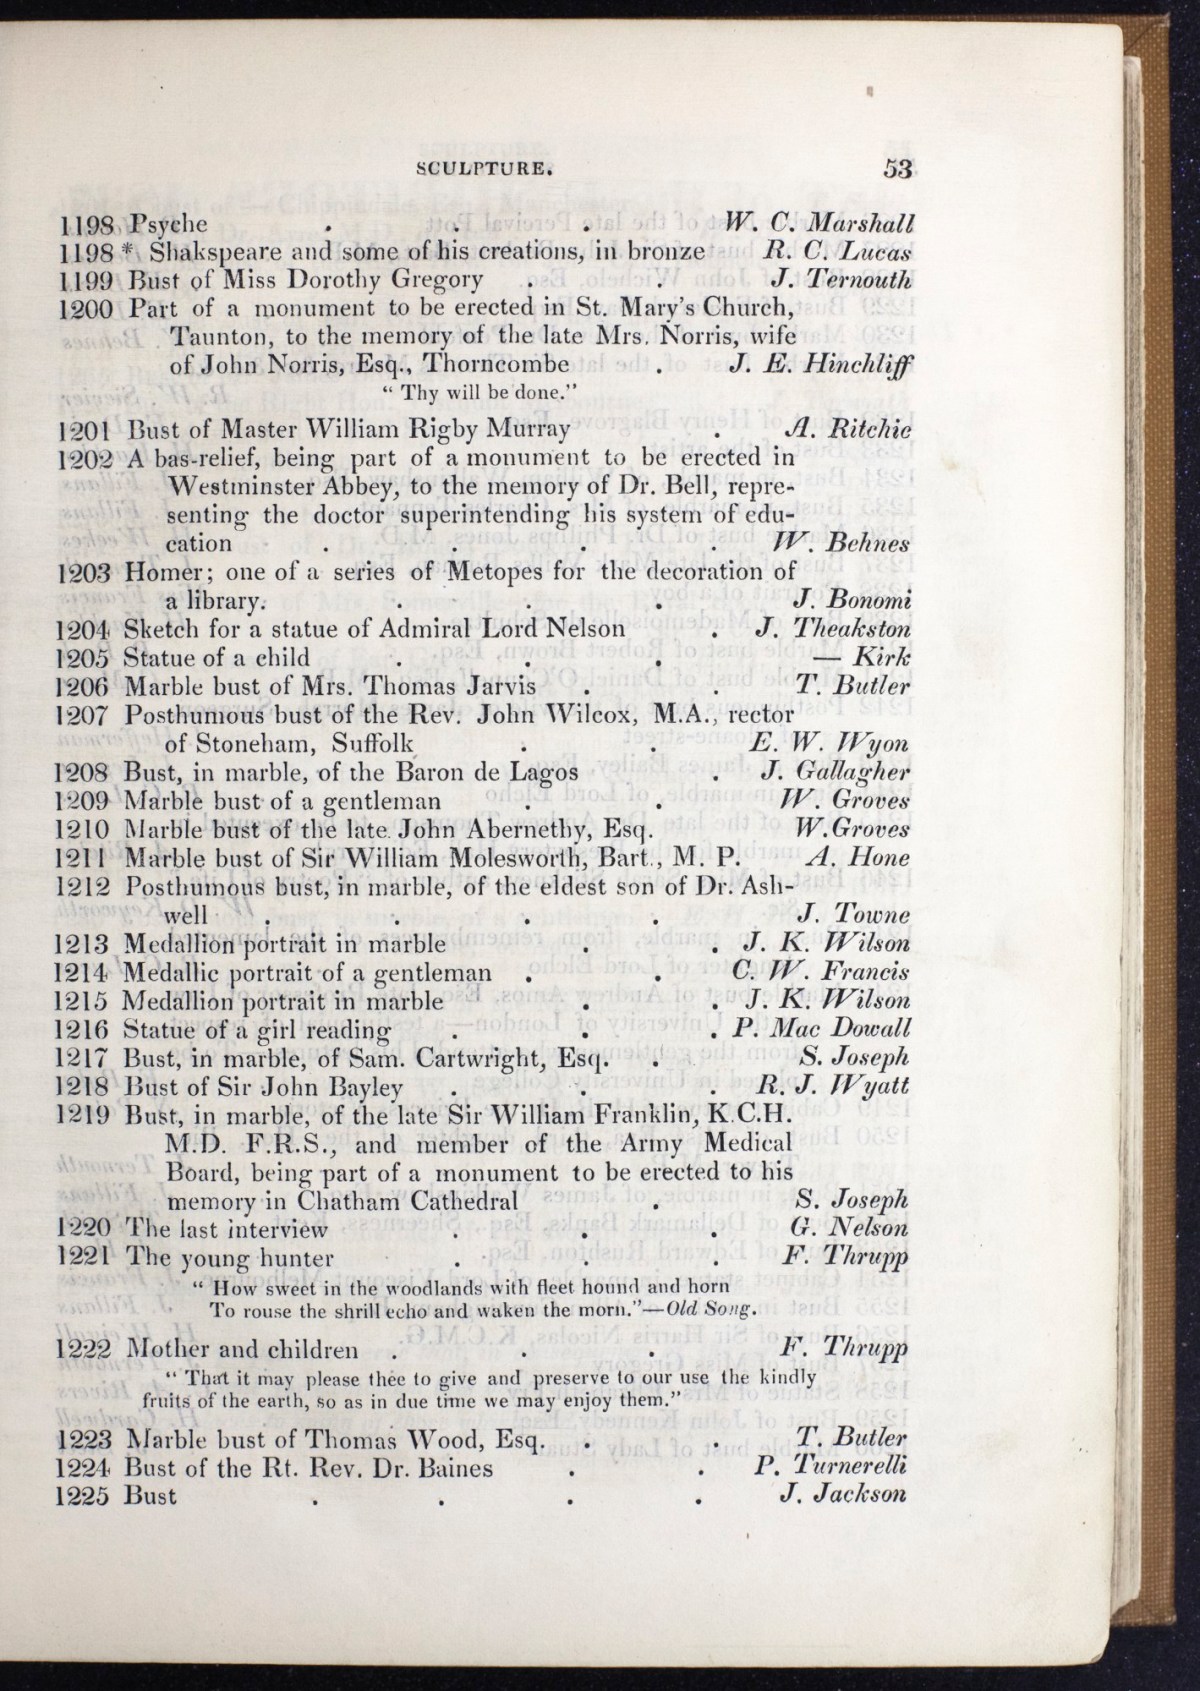 SCULPTURE. 53
1198 Psyche . . . W. C. Marshall
1198 * Shakspeare and some of his creations, in bronze R. C. Lucas
1199 Bust of Miss Dorothy Gregory . . J. Ternouth
1200 Part of a monument to be erected in St. Mary's Church,
Taunton, to the memory of the late Mrs. Norris, wife
of John Norris, Esq., Thorncombe . J. E. Hinchliff
“ Thy will be done.”
1201 Bust of Master William Rigby Murray . A. Ritchie
1202 A bas-relief, being part of a monument to be erected in
Westminster Abbey, to the memory of Dr. Bell, repre-
senting the doctor superintending his system of edu-
cation . . . . W. Behnes
1203 Homer; one of a series of Metopes for the decoration of
a library. . . . J. Bonomi
1204 Sketch for a statue of Admiral Lord Nelson . J. Theakston
1205 Statue of a child . . . — Kirk
1206 Marble bust of Mrs. Thomas Jarvis . . T. Butler
1207 Posthumous bust of the Rev. John Wilcox, M.A., rector
of Stoneham, Suffolk . . E. W. Wyon
1208 Bust, in marble, of the Baron de Lagos . J. Gallagher
1209 Marble bust of a gentleman . . W. Groves
1210 Marble bust of the late John Abernethy, Esq. W. Groves
1211 Marble bust of Sir William Molesworth, Bart., M. P. A. Hone
1212 Posthumous bust, in marble, of the eldest son of Dr. Ash-
well . . . . J. Towne
1213 Medallion portrait in marble . . J. K. Wilson
1214 Medallic portrait of a gentleman . . C. W. Francis
1215 Medallion portrait in marble . . J. K. Wilson
1216 Statue of a girl reading . . . P. Mac Dowall
1217 Bust, in marble, of Sam. Cartwright, Esq. . S. Joseph
1218 Bust of Sir John Bayley . . . R. J. Wyatt
1219 Bust, in marble, of the late Sir William Franklin, K.C.H.
M.D. F.R.S., and member of the Army Medical
Board, being part of a monument to be erected to his
memory in Chatham Cathedral . S. Joseph
1220 The last interview . . . G. Nelson
1221 The young hunter . . . F. Thrupp
“ How sweet in the woodlands with fleet hound and horn
To rouse the shrill echo and waken the morn.”—Old Song.
1222 Mother and children . . . F. Thrupp
“ That it may please thee to give and preserve to our use the kindly
fruits of the earth, so as in due time we may enjoy them.”
1223 Marble bust of Thomas Wood, Esq. . . T. Butler
1224 Bust of the Rt. Rev. Dr. Baines . . P. Turnerelli
1225 Bust . . . . J. Jackson